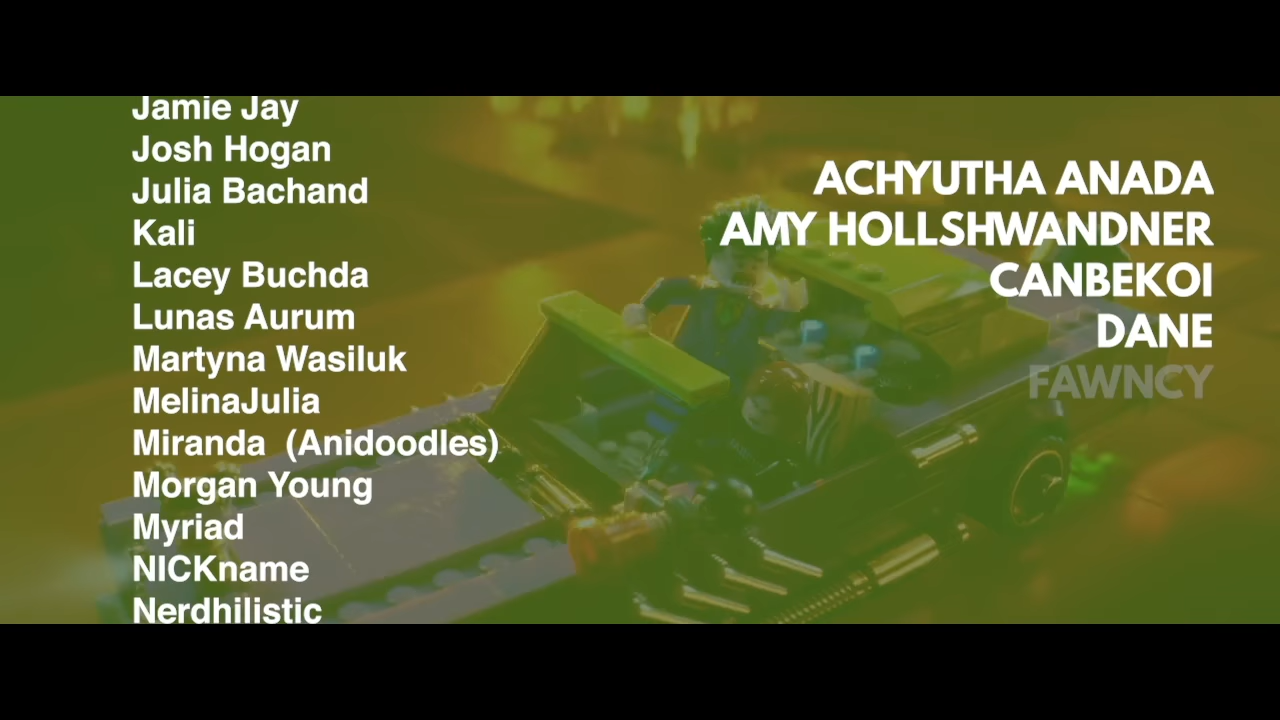 Jamie Jay
Josh Hogan
Julia Bachand
Kali
Lacey Buchda
Lunas Aurum
Martyna Wasiluk
MelinaJulia
Miranda  (Anidoodles)
Morgan Young
Myriad
NICKname
Nerdhilistic
ACHYUTHA ANADA
AMY HOLLSHWANDNER
CANBEKOI
DANE
FAWNCY